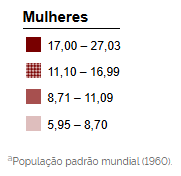 Mulheres
17,00 – 27,03
11,10 – 16,99
8,71 – 11,09
5,95 – 8,70
ᵃPopulação padrão mundial (1960).